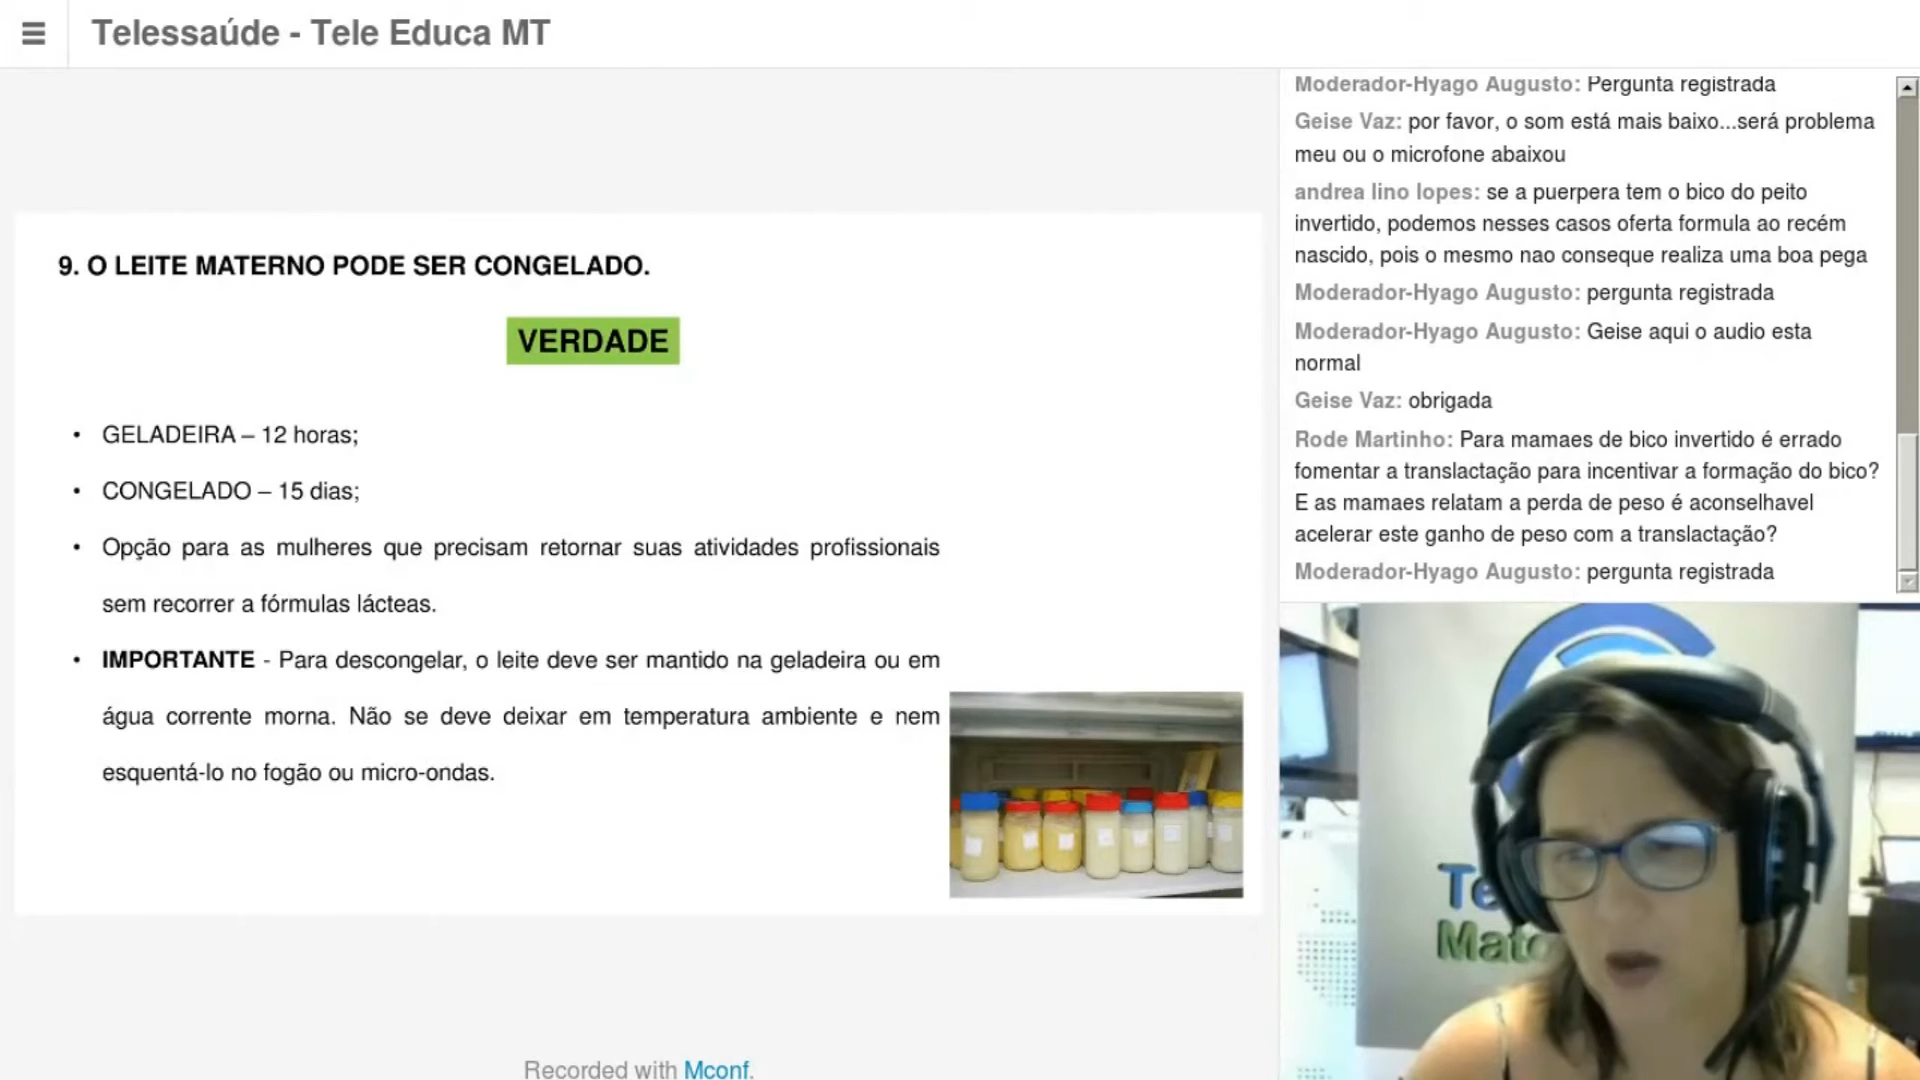 Telessaúde - Tele Educa MT
9. O LEITE MATERNO PODE SER CONGELADO.
VERDADE
• GELADEIRA – 12 horas;
• CONGELADO – 15 dias;
• Opção para as mulheres que precisam retornar suas atividades profissionais
sem recorrer a fórmulas lácteas.
• IMPORTANTE - Para descongelar, o leite deve ser mantido na geladeira ou em
água corrente morna. Não se deve deixar em temperatura ambiente e nem
esquentá-lo no fogão ou micro-ondas.
Recorded with Mconf.
Moderador-Hyago Augusto: Pergunta registrada
Geise Vaz: por favor, o som está mais baixo...será problema
meu ou o microfone abaixou
andrea lino lopes: se a puerpera tem o bico do peito
invertido, podemos nesses casos oferta formula ao recém
nascido, pois o mesmo nao conseque realiza uma boa pega
Moderador-Hyago Augusto: pergunta registrada
Moderador-Hyago Augusto: Geise aqui o audio esta
normal
Geise Vaz: obrigada
Rode Martinho: Para mamaes de bico invertido é errado
fomentar a translactação para incentivar a formação do bico?
E as mamaes relatam a perda de peso é aconselhavel
acelerar este ganho de peso com a translactação?
Moderador-Hyago Augusto: pergunta registrada
Te
Mato